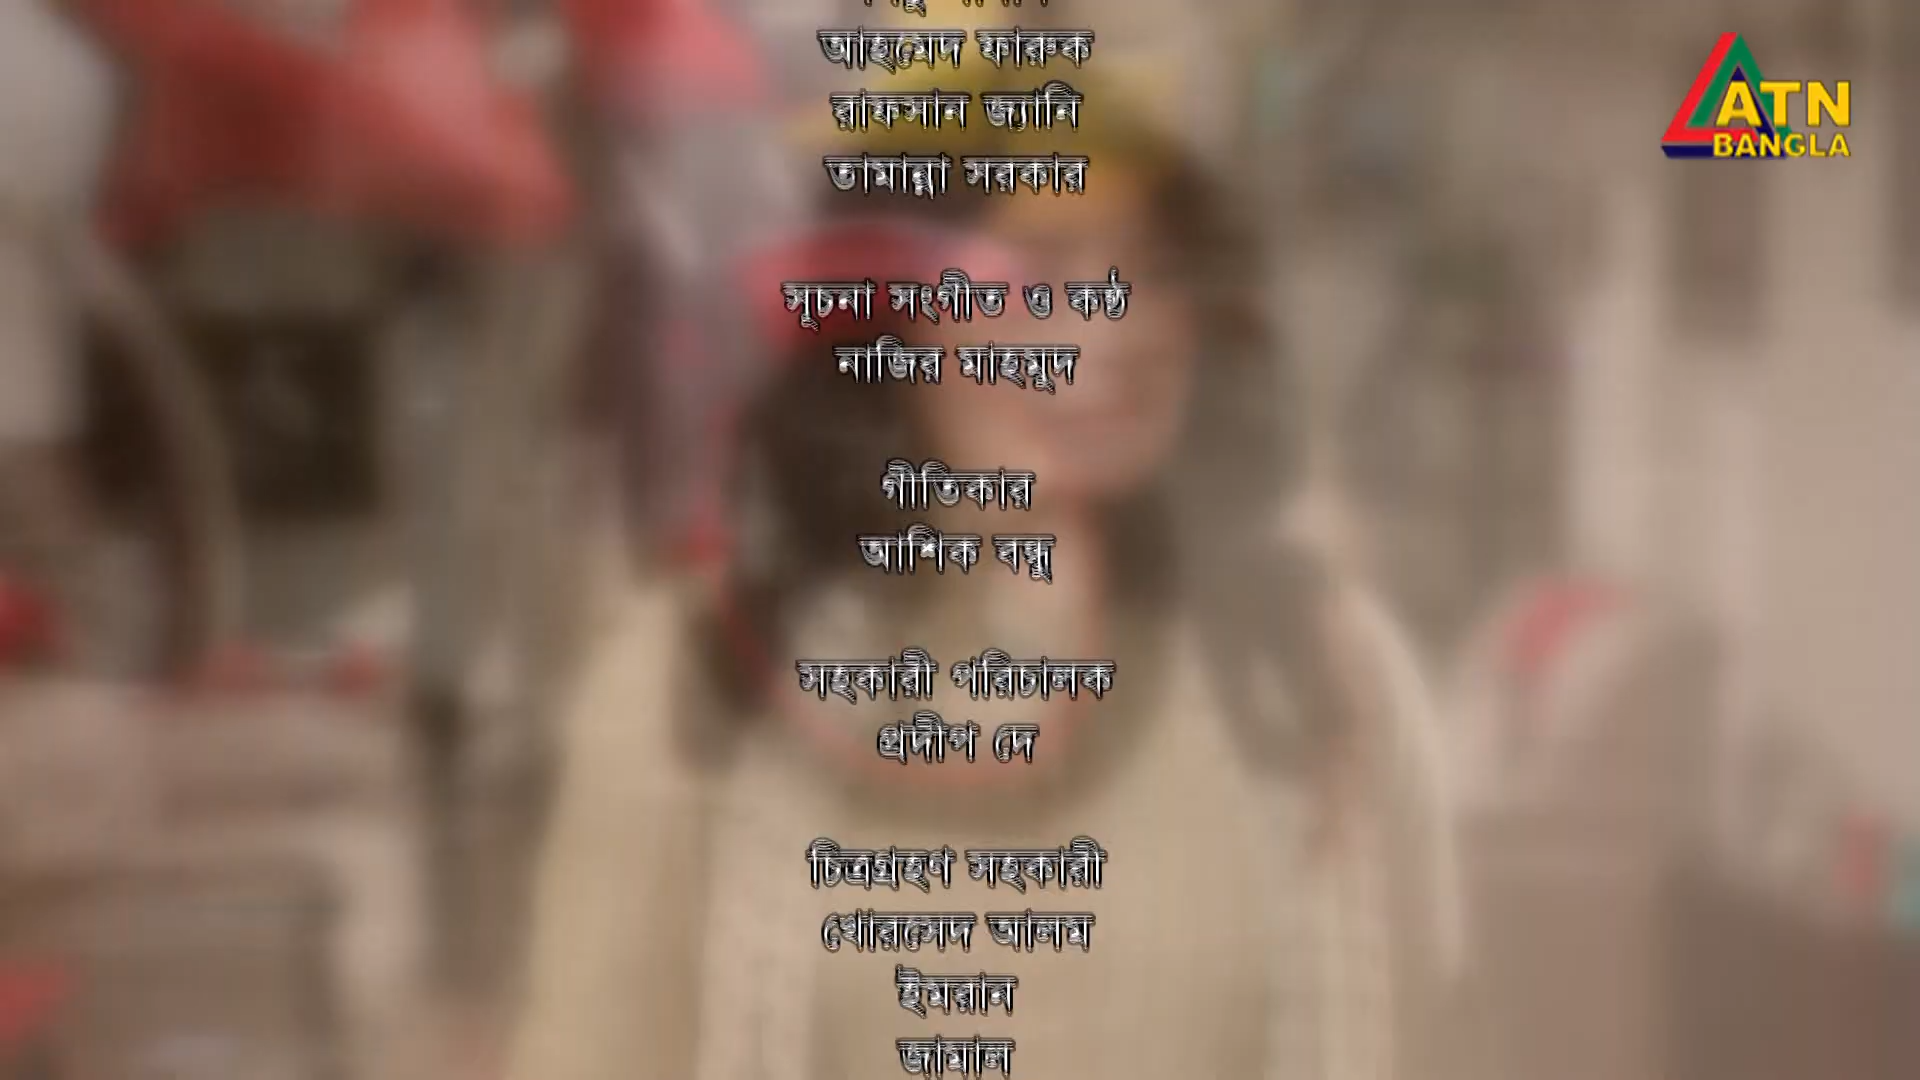 আহমেদ ফারুক
রাফসান জ্যানি
তামান্না সরকার
সূচনা সংগীত ও কণ্ঠ
নাজির মাহমুদ
গীতিকার
আশিক বন্ধু
সহকারী পরিচালক
প্রদীপ দে
চিত্রগ্রহণ সহকারী
খোরসেদ আলম
ইমরান
জামাল
ATN
BANGLA